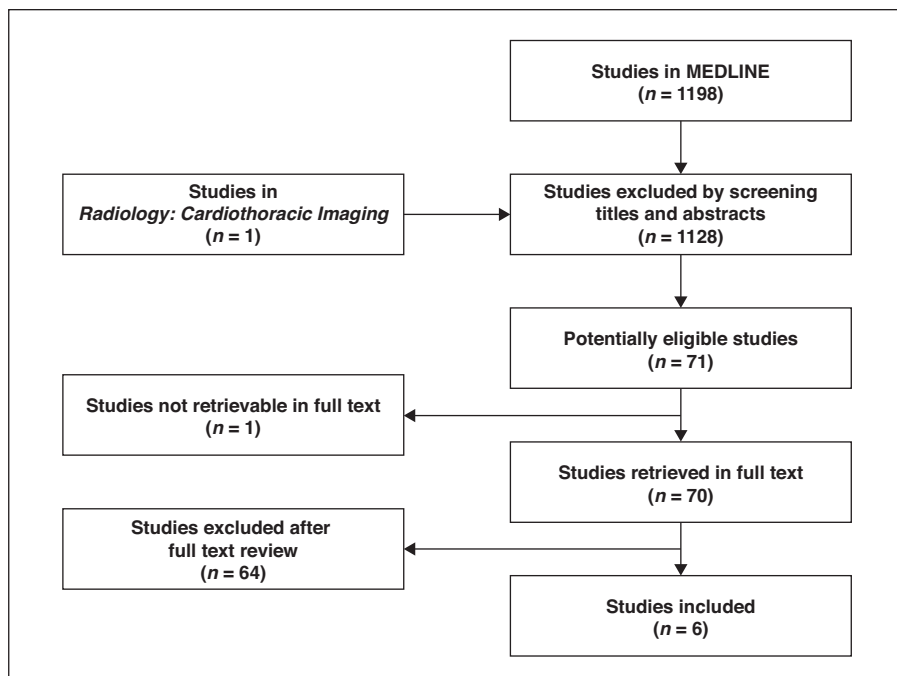 Studies in MEDLINE
(n = 1198)
Studies in
Radiology: Cardiothoracic Imaging
(n = 1)
Studies excluded by screening
titles and abstracts
(n = 1128)
Potentially eligible studies
(n = 71)
Studies not retrievable in full text
(n = 1)
Studies retrieved in full text
(n = 70)
Studies excluded after
full text review
(n = 64)
Studies included
(n = 6)